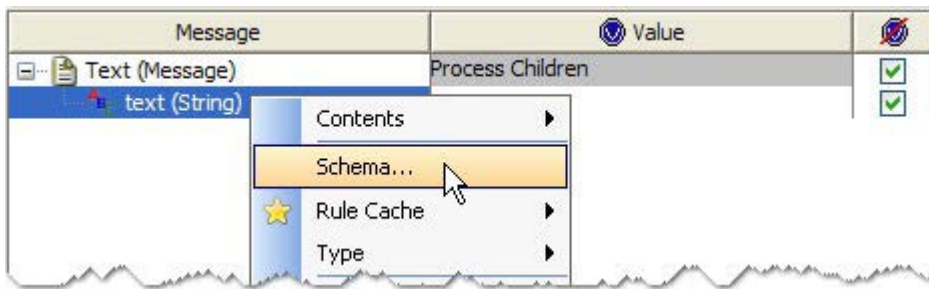 Message Value
Text (Message) Process Children
text (String)
Contents
Schema...
Rule Cache
Type